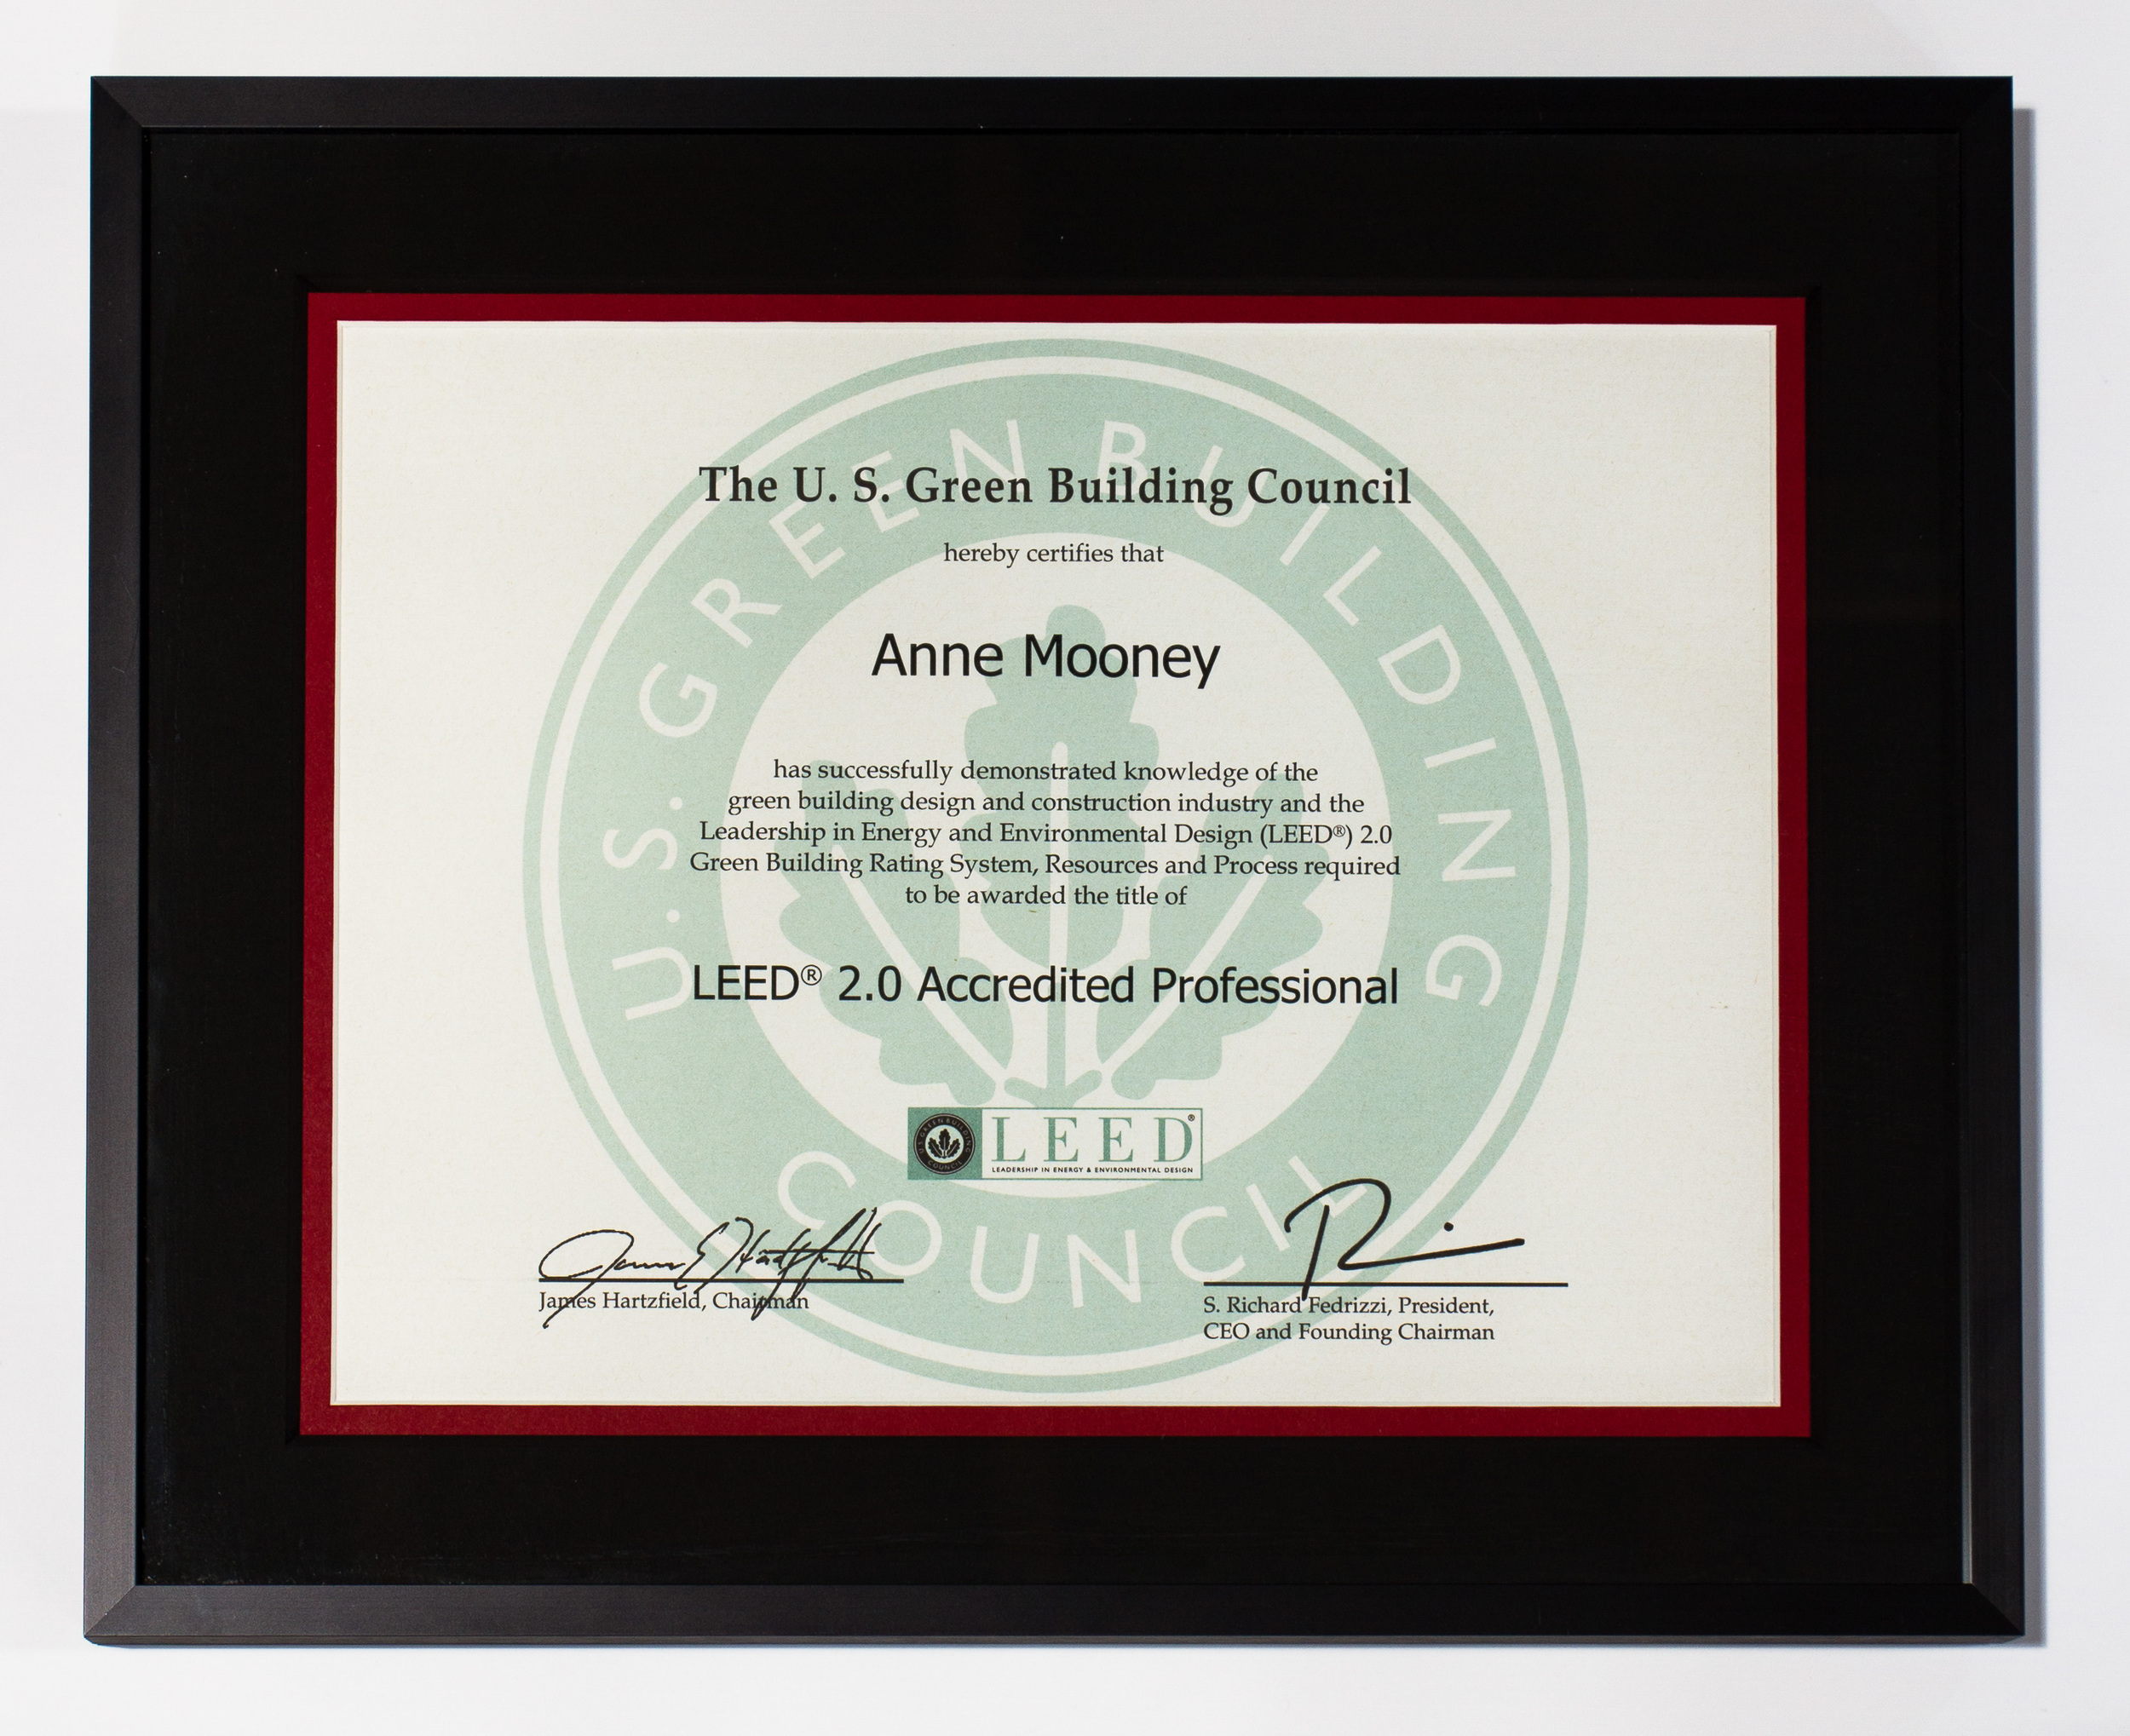 U.S. GREEN BUILDING
COUNCIL
The U. S. Green Building Council
hereby certifies that
Anne Mooney
has successfully demonstrated knowledge of the
green building design and construction industry and the
Leadership in Energy and Environmental Design (LEED®) 2.0
Green Building Rating System, Resources and Process required
to be awarded the title of
LEED® 2.0 Accredited Professional
U.S. GREEN BUILDING
COUNCIL
LEED®
LEADERSHIP IN ENERGY & ENVIRONMENTAL DESIGN
James Hartzfield, Chairman
S. Richard Fedrizzi, President,
CEO and Founding Chairman